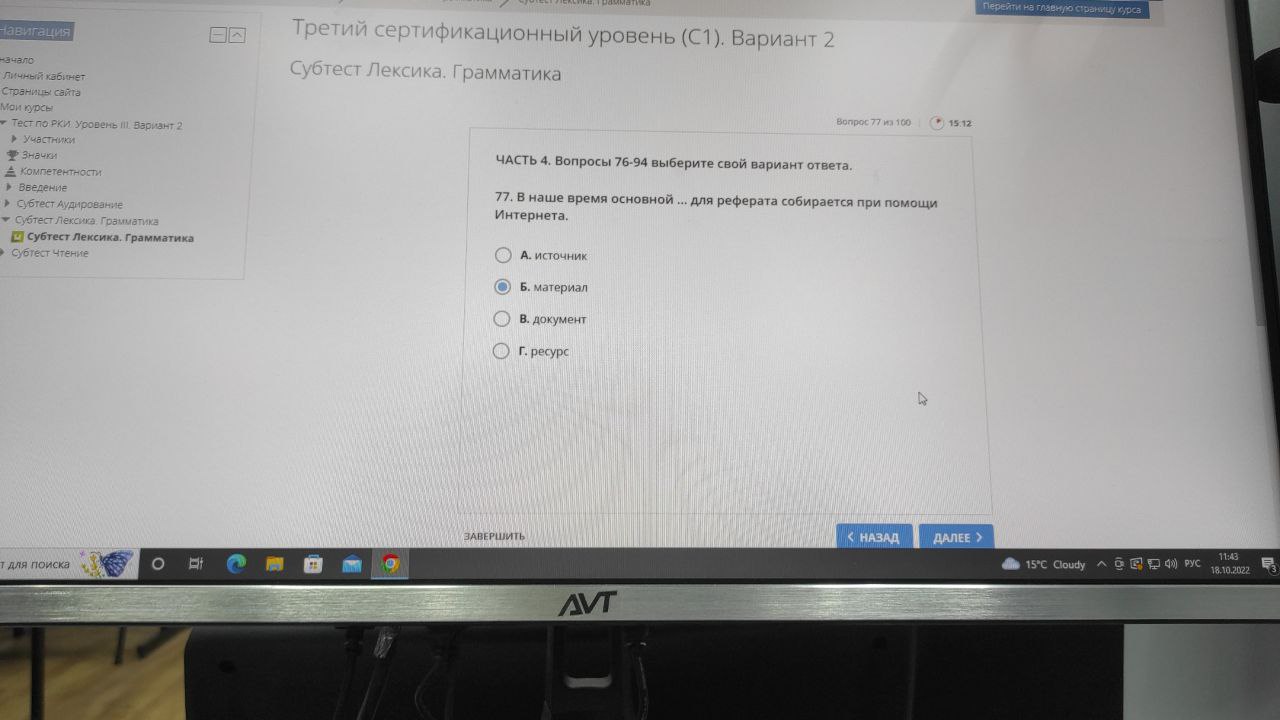 Субтест Лексика. Грамматика
Перейти на главную страницу курса
Навигация
Третий сертификационный уровень (С1). Вариант 2
Субтест Лексика. Грамматика
начало
Личный кабинет
Страницы сайта
Мои курсы
Тест по РКИ. Уровень III. Вариант 2
Участники
Значки
Компетентности
Введение
Субтест Аудирование
Субтест Лексика. Грамматика
Субтест Лексика. Грамматика
Субтест Чтение
Вопрос 77 из 100
15:12
ЧАСТЬ 4. Вопросы 76-94 выберите свой вариант ответа.
77. В наше время основной ... для реферата собирается при помощи
Интернета.
А. источник
Б. материал
В. документ
Г. ресурс
ЗАВЕРШИТЬ
НАЗАД
ДАЛЕЕ
т для поиска
15°C Cloudy
РУС
11:43
18.10.2022
3
AVT